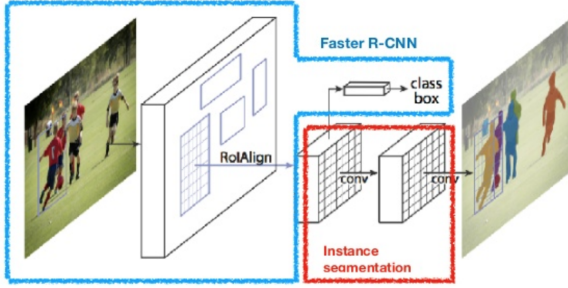 Faster R-CNN
class
box
RoIAlign
conv
conv
Instance
segmentation